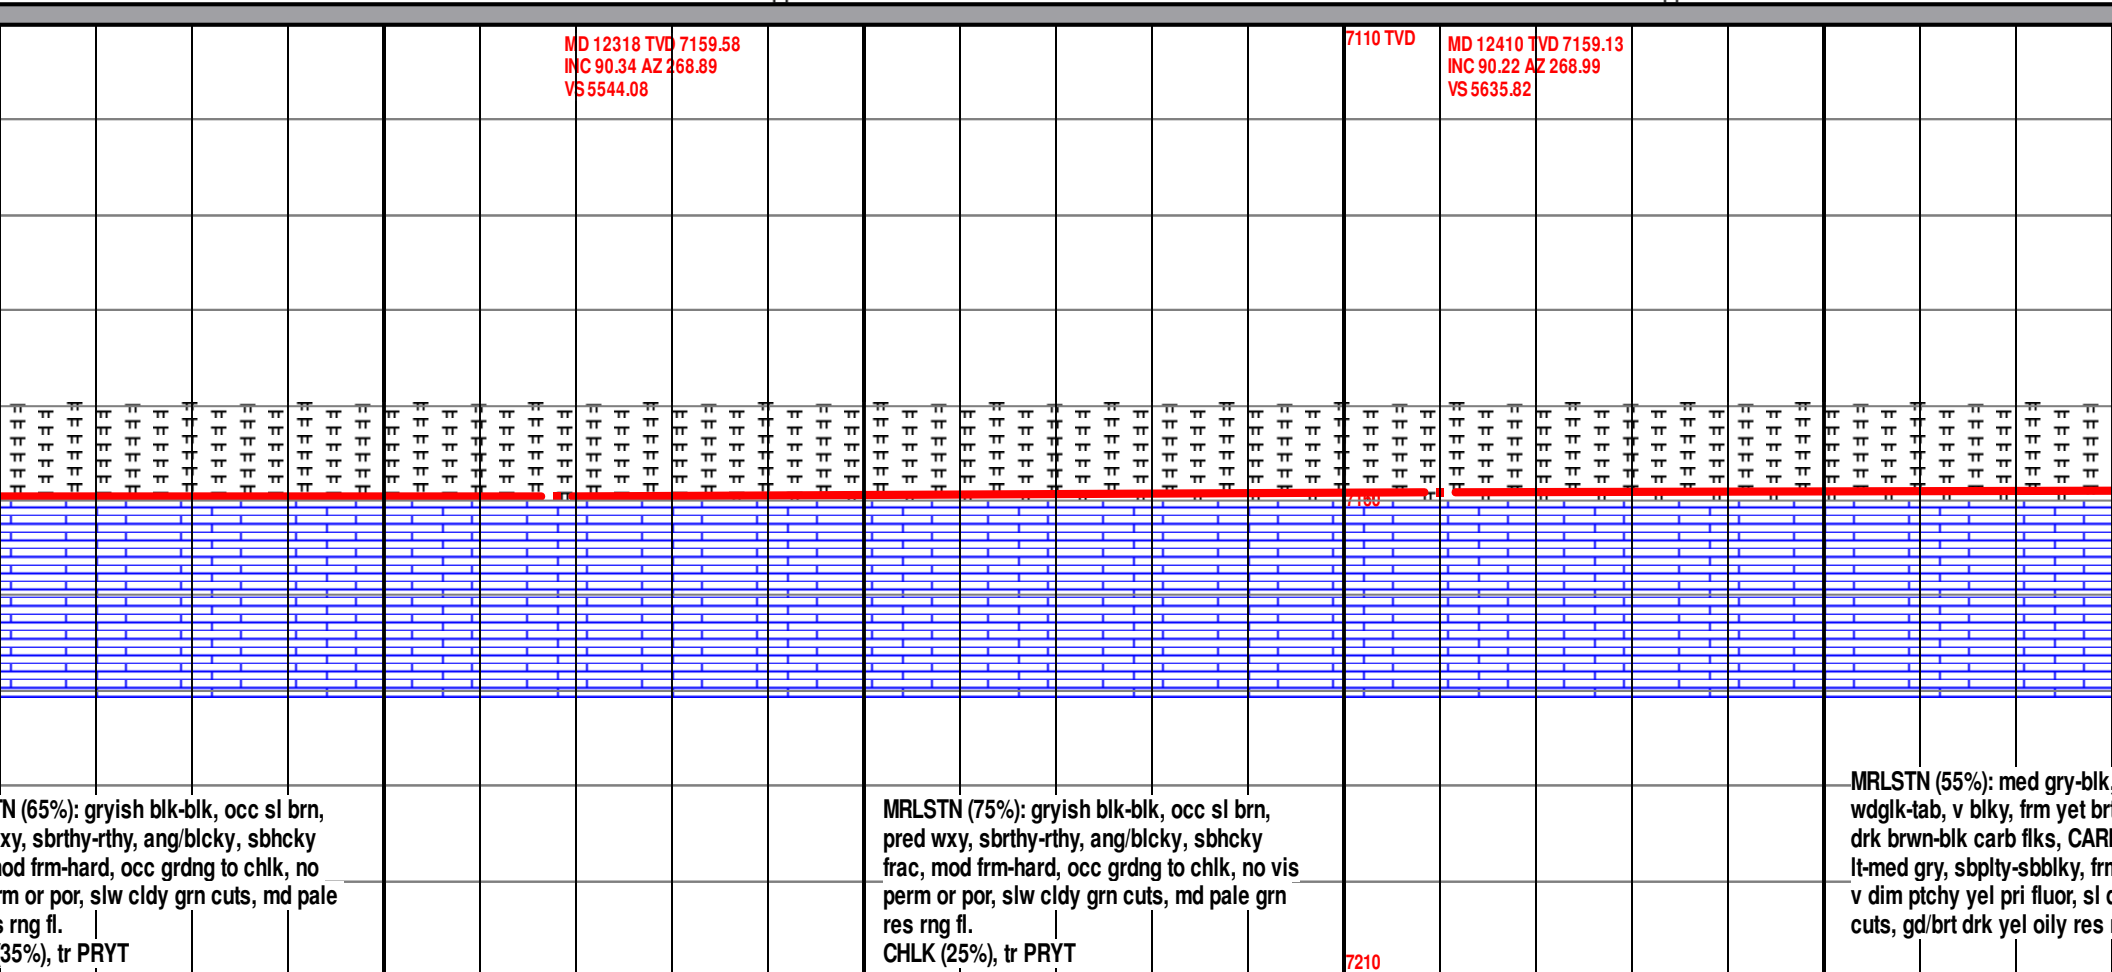 MD 12318 TVD 7159.58
INC 90.34 AZ 268.89
VS 5544.08
7110 TVD
MD 12410 TVD 7159.13
INC 90.22 AZ 268.99
VS 5635.82
7160
(65%): gryish blk-blk, occ sl brn,
sbrthy-rthy, ang/blcky, sbhcky
frm-hard, occ grdng to chlk, no
or por, slw cldy grn cuts, md pale
rng fl.
35%), tr PRYT
MRLSTN (75%): gryish blk-blk, occ sl brn,
pred wxy, sbrthy-rthy, ang/blcky, sbhcky
frac, mod frm-hard, occ grdng to chlk, no vis
perm or por, slw cldy grn cuts, md pale grn
res rng fl.
CHLK (25%), tr PRYT
MRLSTN (55%): med gry-blk,
wdglk-tab, v blky, frm yet
drk brwn-blk carb flks,
lt-med gry, sbplty-sbblky,
v dim ptchy yel pri fluor, sl
cuts, gd/brt drk yel oily res
7210